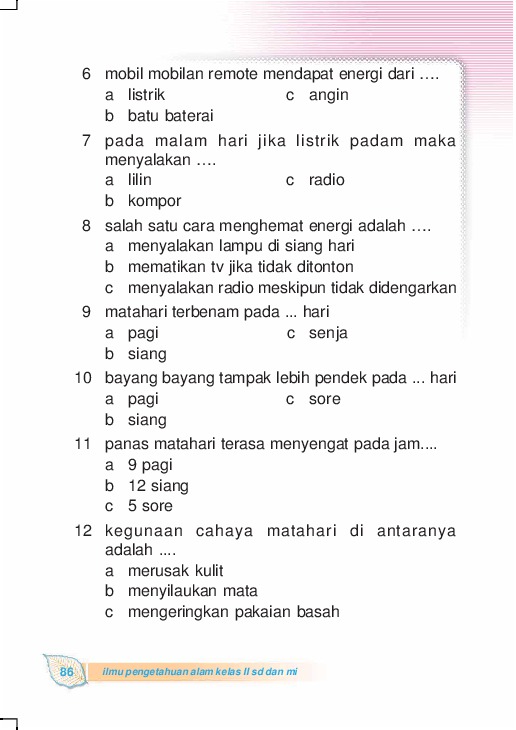 6 mobil mobilan remote mendapat energi dari ....
a listrik c angin
b batu baterai
7 pada malam hari jika listrik padam maka
menyalakan ....
a lilin c radio
b kompor
8 salah satu cara menghemat energi adalah ....
a menyalakan lampu di siang hari
b mematikan tv jika tidak ditonton
c menyalakan radio meskipun tidak didengarkan
9 matahari terbenam pada ... hari
a pagi c senja
b siang
10 bayang bayang tampak lebih pendek pada ... hari
a pagi c sore
b siang
11 panas matahari terasa menyengat pada jam....
a 9 pagi
b 12 siang
c 5 sore
12 kegunaan cahaya matahari di antaranya
adalah ....
a merusak kulit
b menyilaukan mata
c mengeringkan pakaian basah
86 ilmu pengetahuan alam kelas II sd dan mi